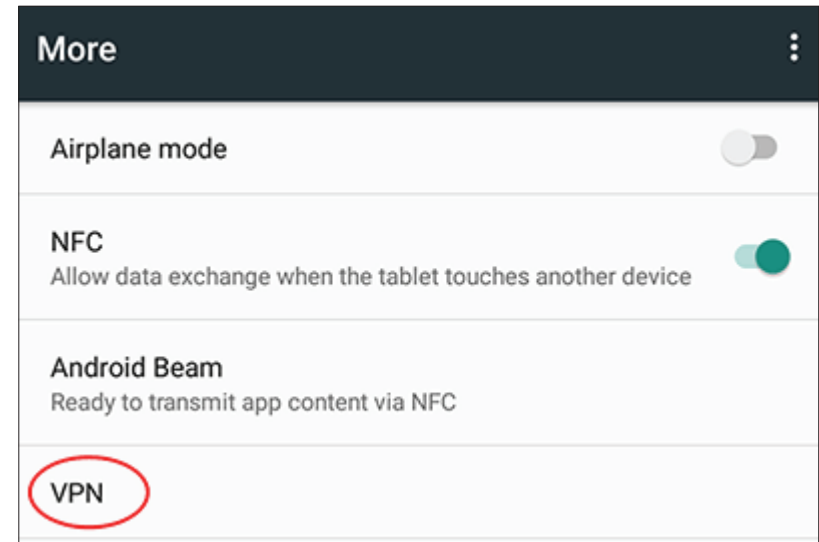 More
Airplane mode
NFC
Allow data exchange when the tablet touches another device
Android Beam
Ready to transmit app content via NFC
VPN